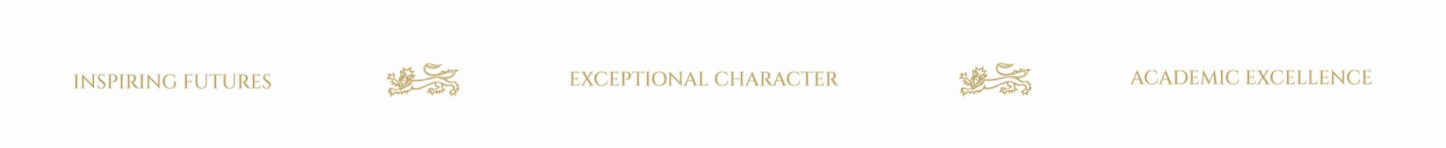 INSPIRING FUTURES
EXCEPTIONAL CHARACTER
ACADEMIC EXCELLENCE